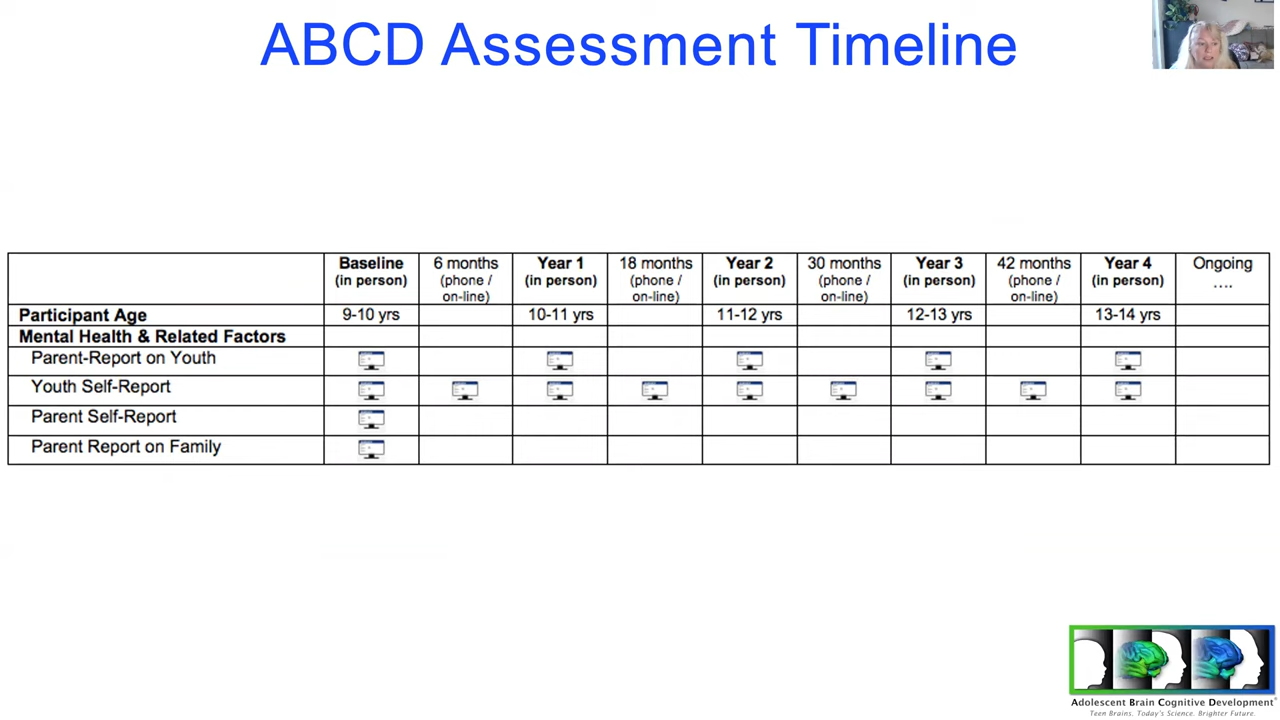 ABCD Assessment Timeline
Baseline (in person) 6 months (phone / on-line) Year 1 (in person) 18 months (phone / on-line) Year 2 (in person) 30 months (phone / on-line) Year 3 (in person) 42 months (phone / on-line) Year 4 (in person) Ongoing ....
Participant Age 9-10 yrs 10-11 yrs 11-12 yrs 12-13 yrs 13-14 yrs
Mental Health & Related Factors
Parent-Report on Youth
Youth Self-Report
Parent Self-Report
Parent Report on Family
Adolescent Brain Cognitive Development®
Teen Brains. Today's Science. Brighter Future.